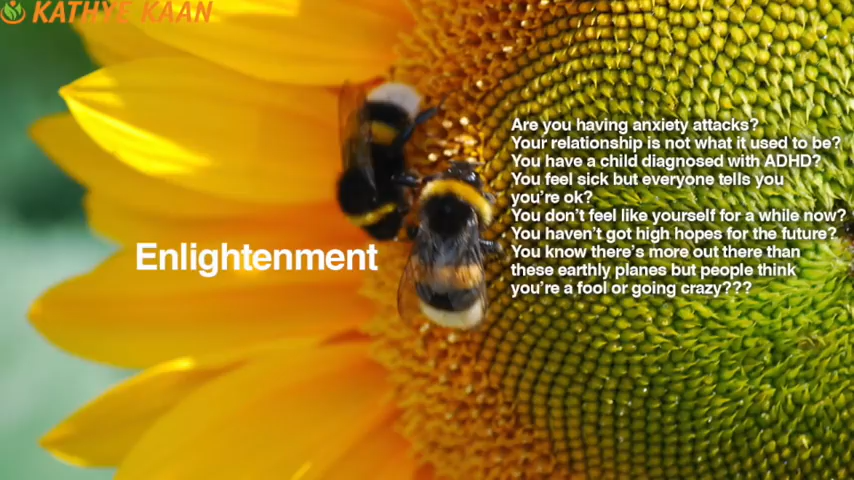 KATHYE KAAN
Enlightenment
Are you having anxiety attacks?
Your relationship is not what it used to be?
You have a child diagnosed with ADHD?
You feel sick but everyone tells you
you're ok?
You don't feel like yourself for a while now?
You haven't got high hopes for the future?
You know there's more out there than
these earthly planes but people think
you're a fool or going crazy???